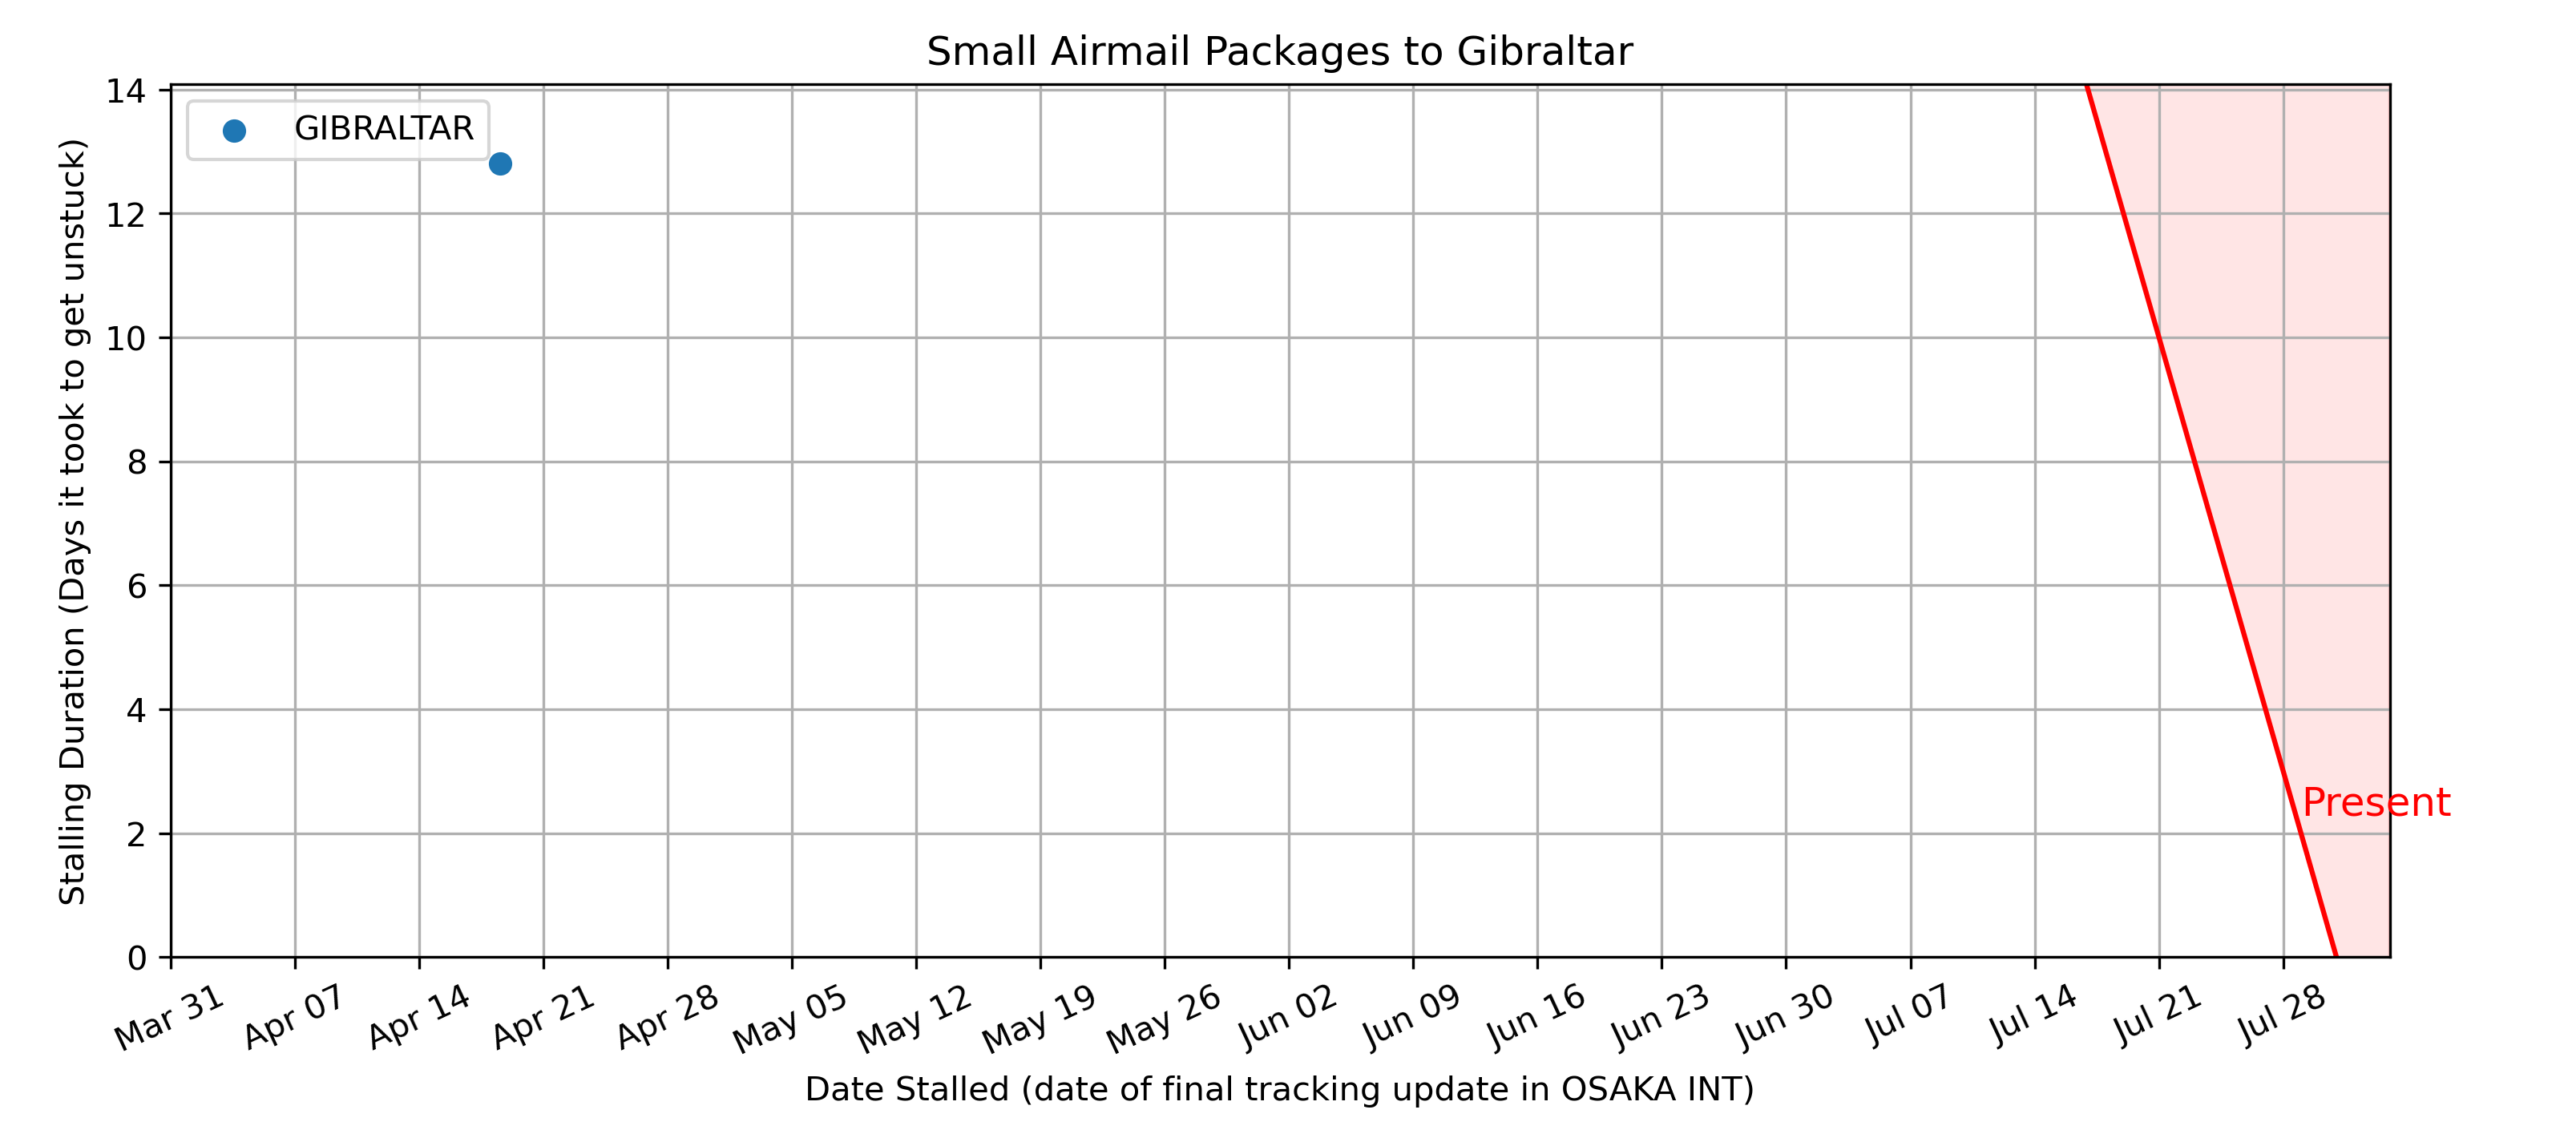 Small Airmail Packages to Gibraltar
GIBRALTAR
Stalling Duration (Days it took to get unstuck)
14
12
10
8
6
4
2
0
Present
Mar 31
Apr 07
Apr 14
Apr 21
Apr 28
May 05
May 12
May 19
May 26
Jun 02
Jun 09
Jun 16
Jun 23
Jun 30
Jul 07
Jul 14
Jul 21
Jul 28
Date Stalled (date of final tracking update in OSAKA INT)